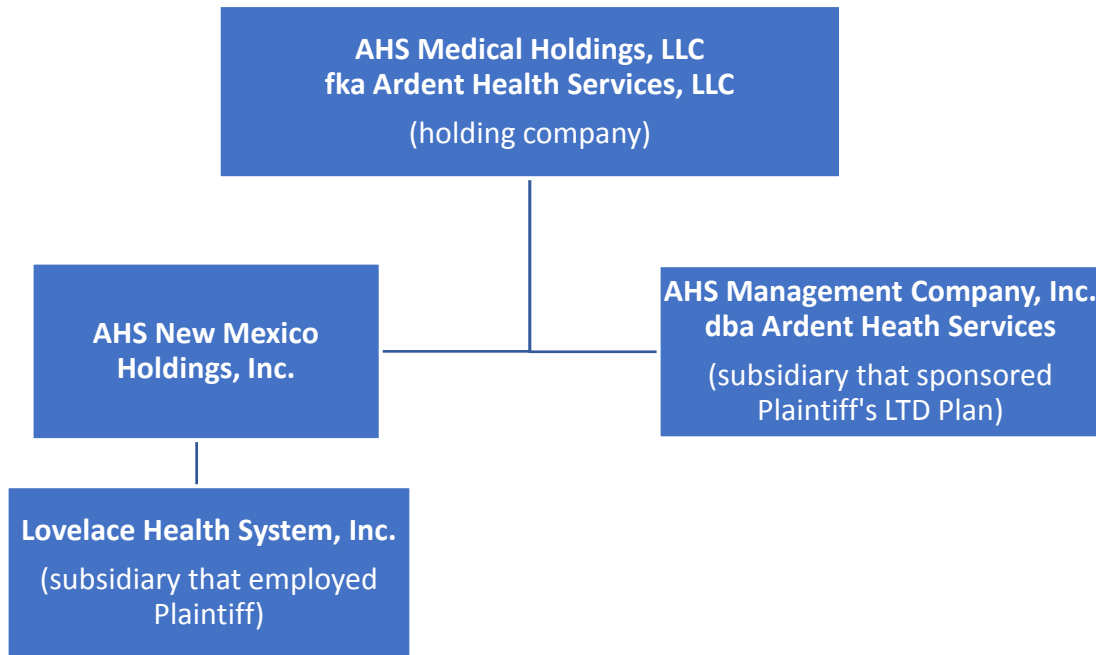 AHS Medical Holdings, LLC
fka Ardent Health Services, LLC
(holding company)
AHS New Mexico
Holdings, Inc.
AHS Management Company, Inc.
dba Ardent Heath Services
(subsidiary that sponsored
Plaintiff's LTD Plan)
Lovelace Health System, Inc.
(subsidiary that employed
Plaintiff)